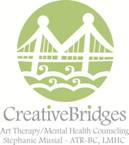 CreativeBridges
Art Therapy/Mental Health Counseling
Stephanie Musial - ATR-BC, LMHC